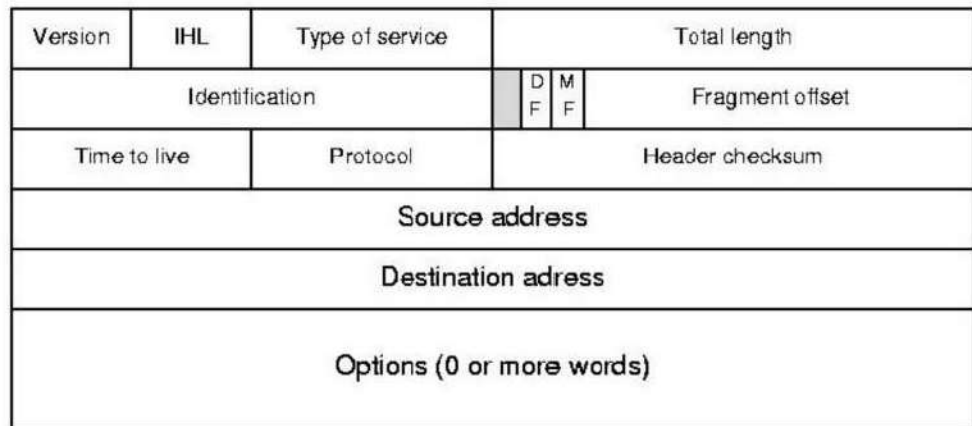 Version IHL Type of service Total length
Identification D F M F Fragment offset
Time to live Protocol Header checksum
Source address
Destination adress
Options (0 or more words)